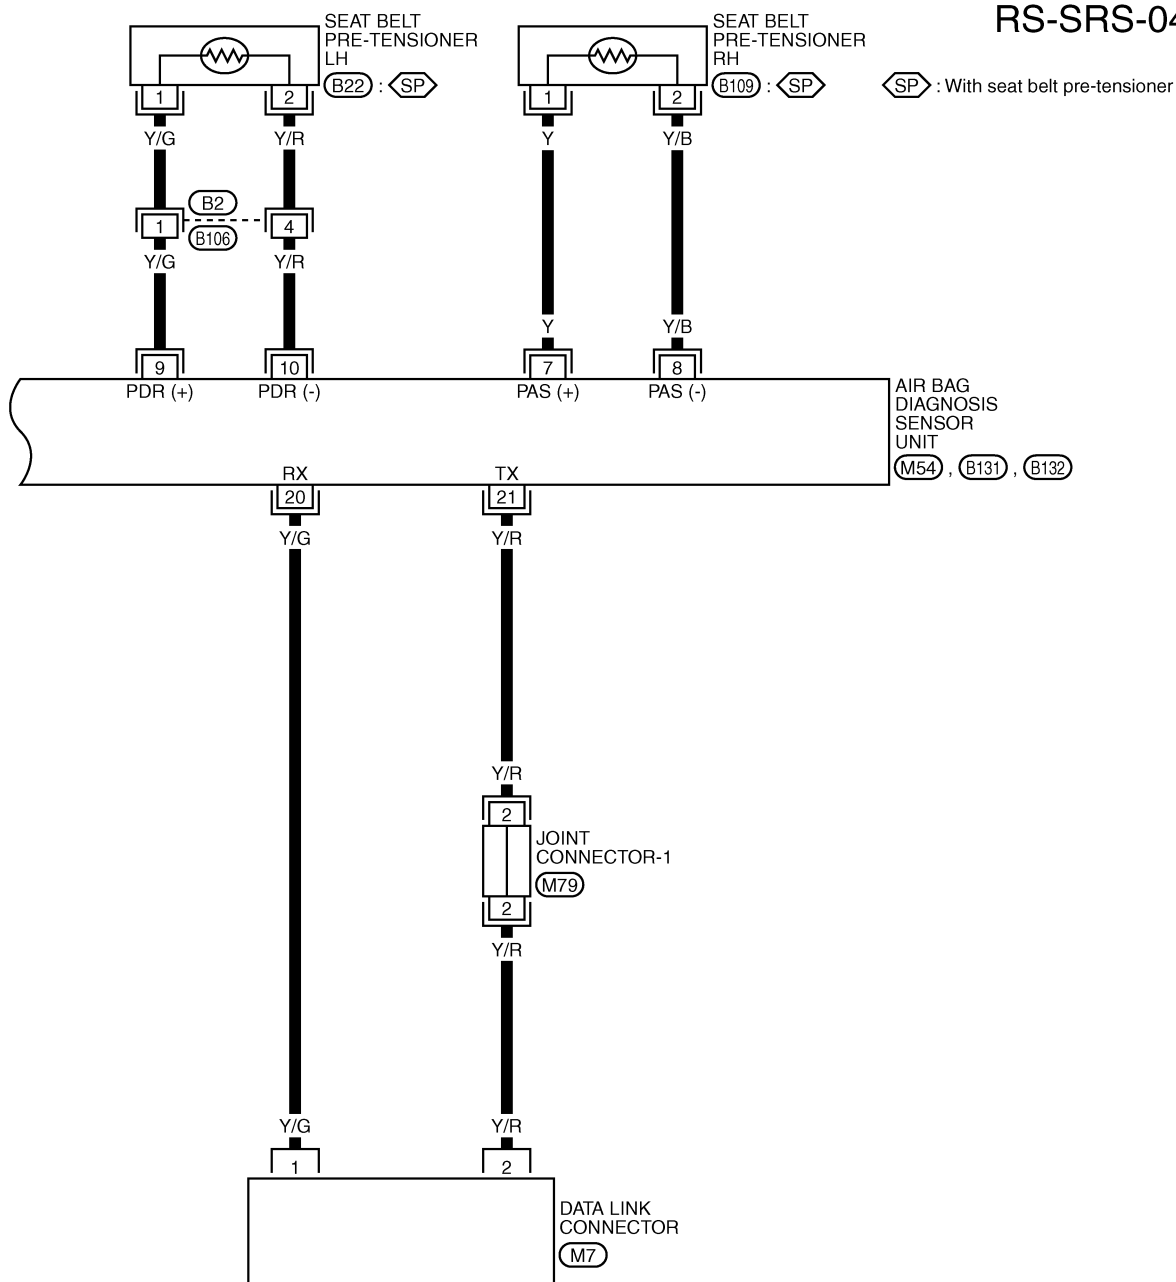 RS-SRS-04
SEAT BELT
PRE-TENSIONER
LH
B22 : SP
SEAT BELT
PRE-TENSIONER
RH
B109 : SP
SP : With seat belt pre-tensioner
1 2 1 2
Y/G Y/R Y Y/B
B2
1 4
B106
Y/G Y/R
Y Y/B
9 10 7 8
PDR (+) PDR (-) PAS (+) PAS (-)
AIR BAG
DIAGNOSIS
SENSOR
UNIT
M54 , B131 , B132
RX TX
20 21
Y/G Y/R
Y/R
2
JOINT
CONNECTOR-1
M79
2
Y/R
Y/G Y/R
1 2
DATA LINK
CONNECTOR
M7